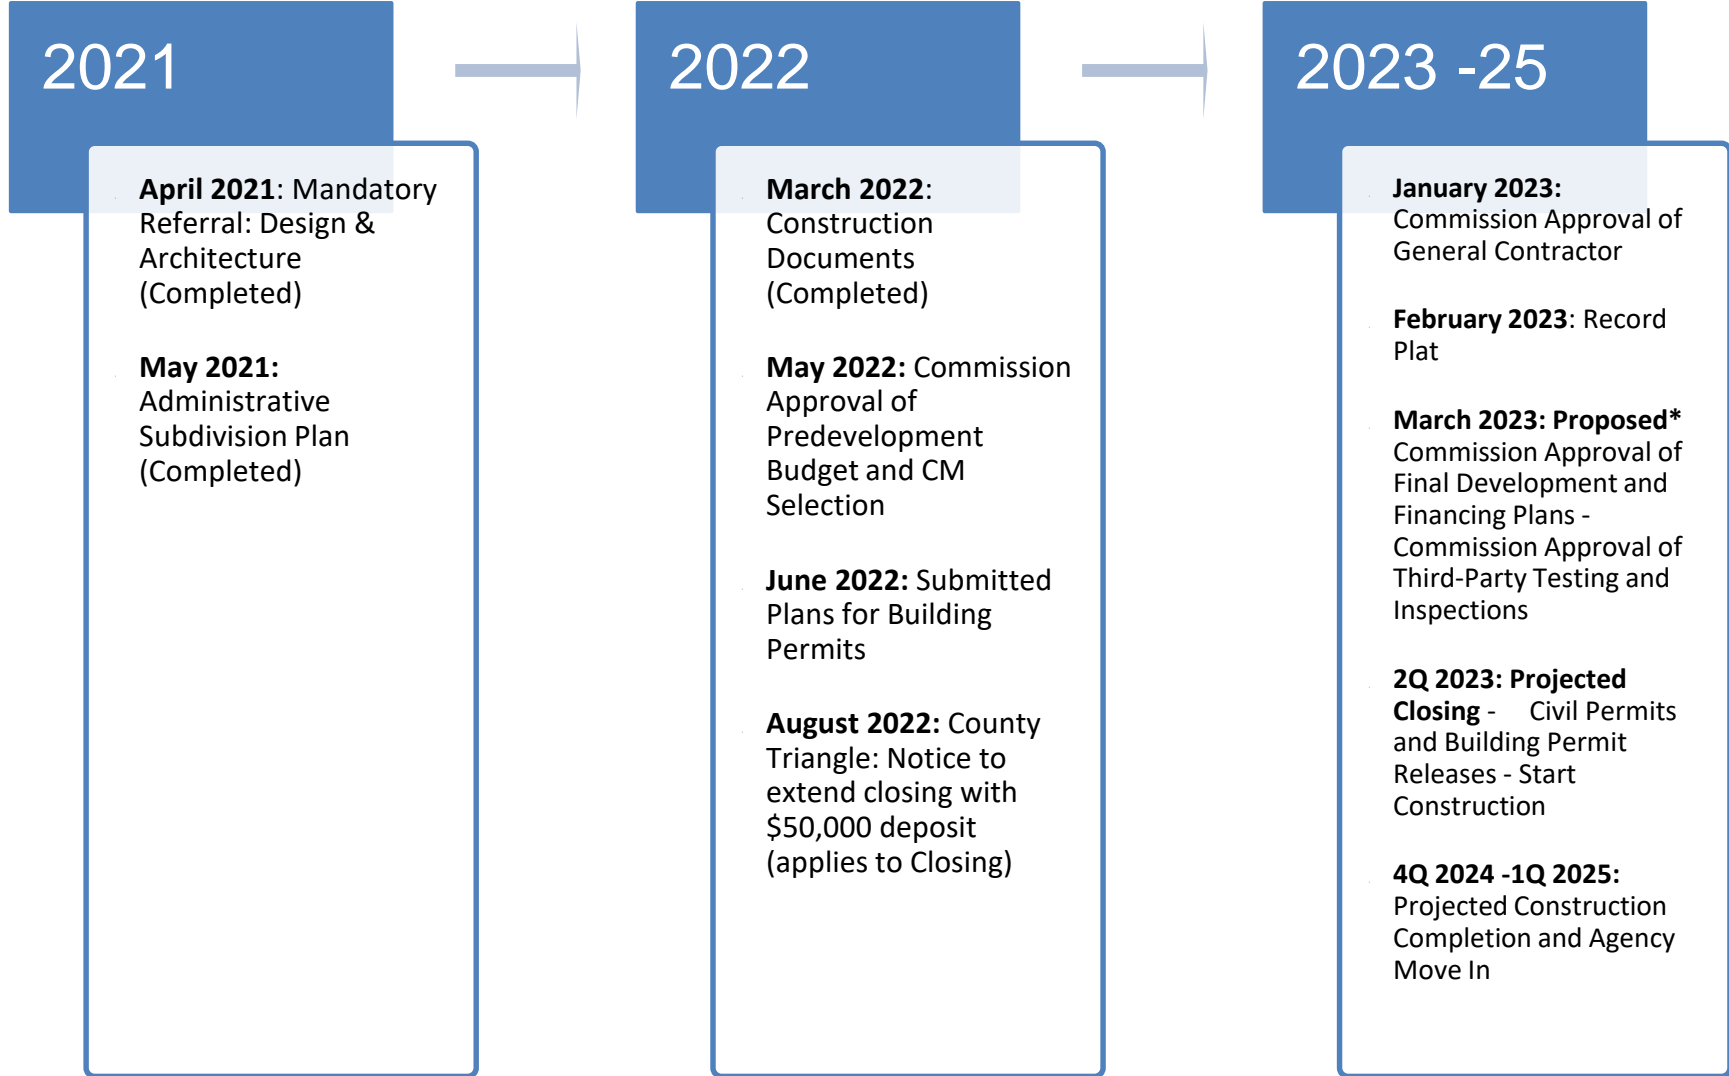 2021
April 2021: Mandatory
Referral: Design &
Architecture
(Completed)
May 2021:
Administrative
Subdivision Plan
(Completed)
2022
March 2022:
Construction
Documents
(Completed)
May 2022: Commission
Approval of
Predevelopment
Budget and CM
Selection
June 2022: Submitted
Plans for Building
Permits
August 2022: County
Triangle: Notice to
extend closing with
$50,000 deposit
(applies to Closing)
2023 -25
January 2023:
Commission Approval of
General Contractor
February 2023: Record
Plat
March 2023: Proposed*
Commission Approval of
Final Development and
Financing Plans -
Commission Approval of
Third-Party Testing and
Inspections
2Q 2023: Projected
Closing - Civil Permits
and Building Permit
Releases - Start
Construction
4Q 2024 -1Q 2025:
Projected Construction
Completion and Agency
Move In